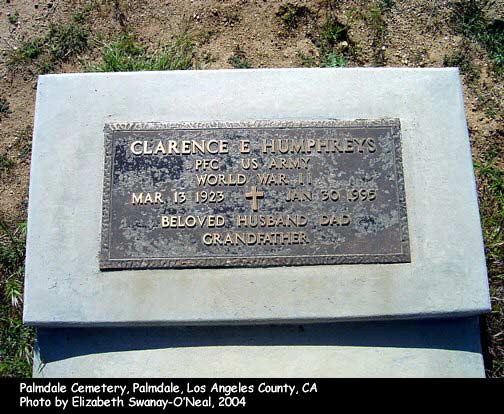 CLARENCE E HUMPHREYS
PFC US ARMY
WORLD WAR II
MAR 13 1923 JAN 30 1995
BELOVED HUSBAND DAD
GRANDFATHER
Palmdale Cemetery, Palmdale, Los Angeles County, CA
Photo by Elizabeth Swanay-O'Neal, 2004